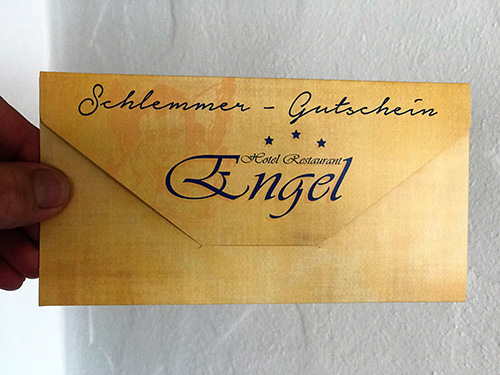 Schlemmer - Gutschein
Hotel Restaurant
Engel